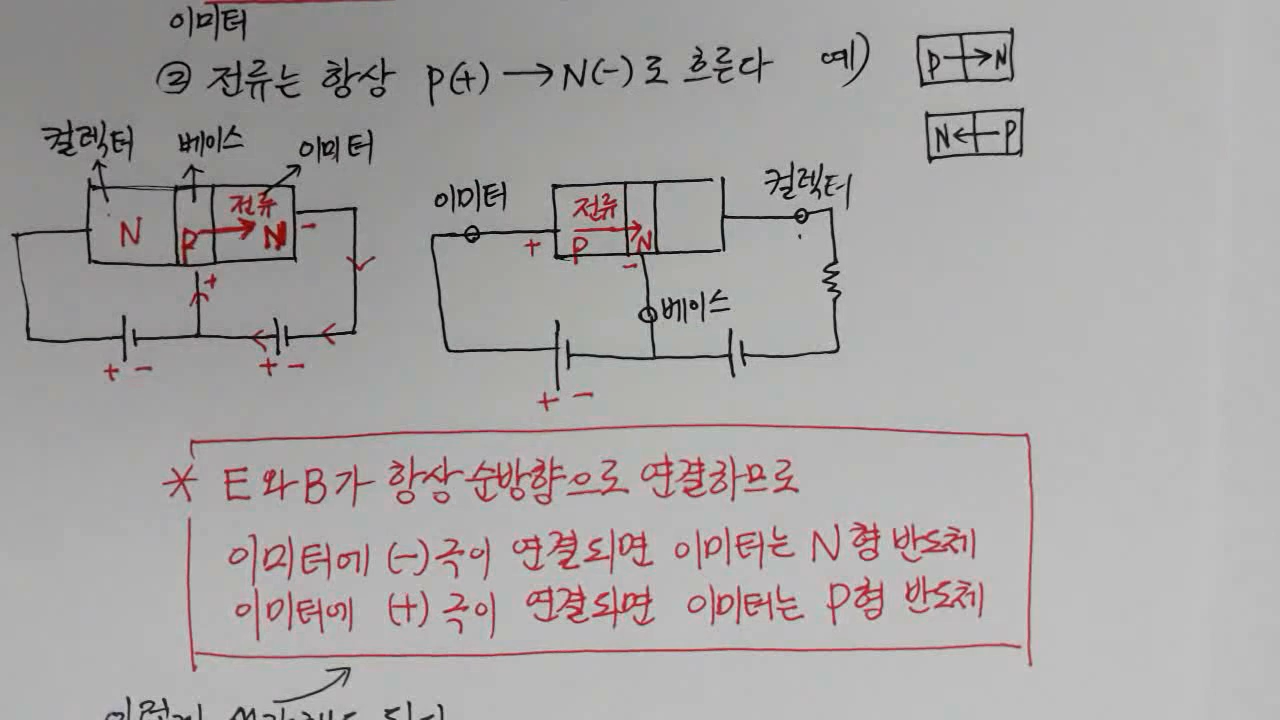 이미터
② 전류는 항상 P(+) → N(-)로 흐른다 예) P→N
N←P
컬렉터 베이스 이미터
N P 전류 N -
+
+ - + -
이미터 컬렉터
전류
+ P N
-
베이스
+ -
* E와 B가 항상 순방향으로 연결하므로
이미터에 (-)극이 연결되면 이미터는 N형 반도체
이미터에 (+)극이 연결되면 이미터는 P형 반도체